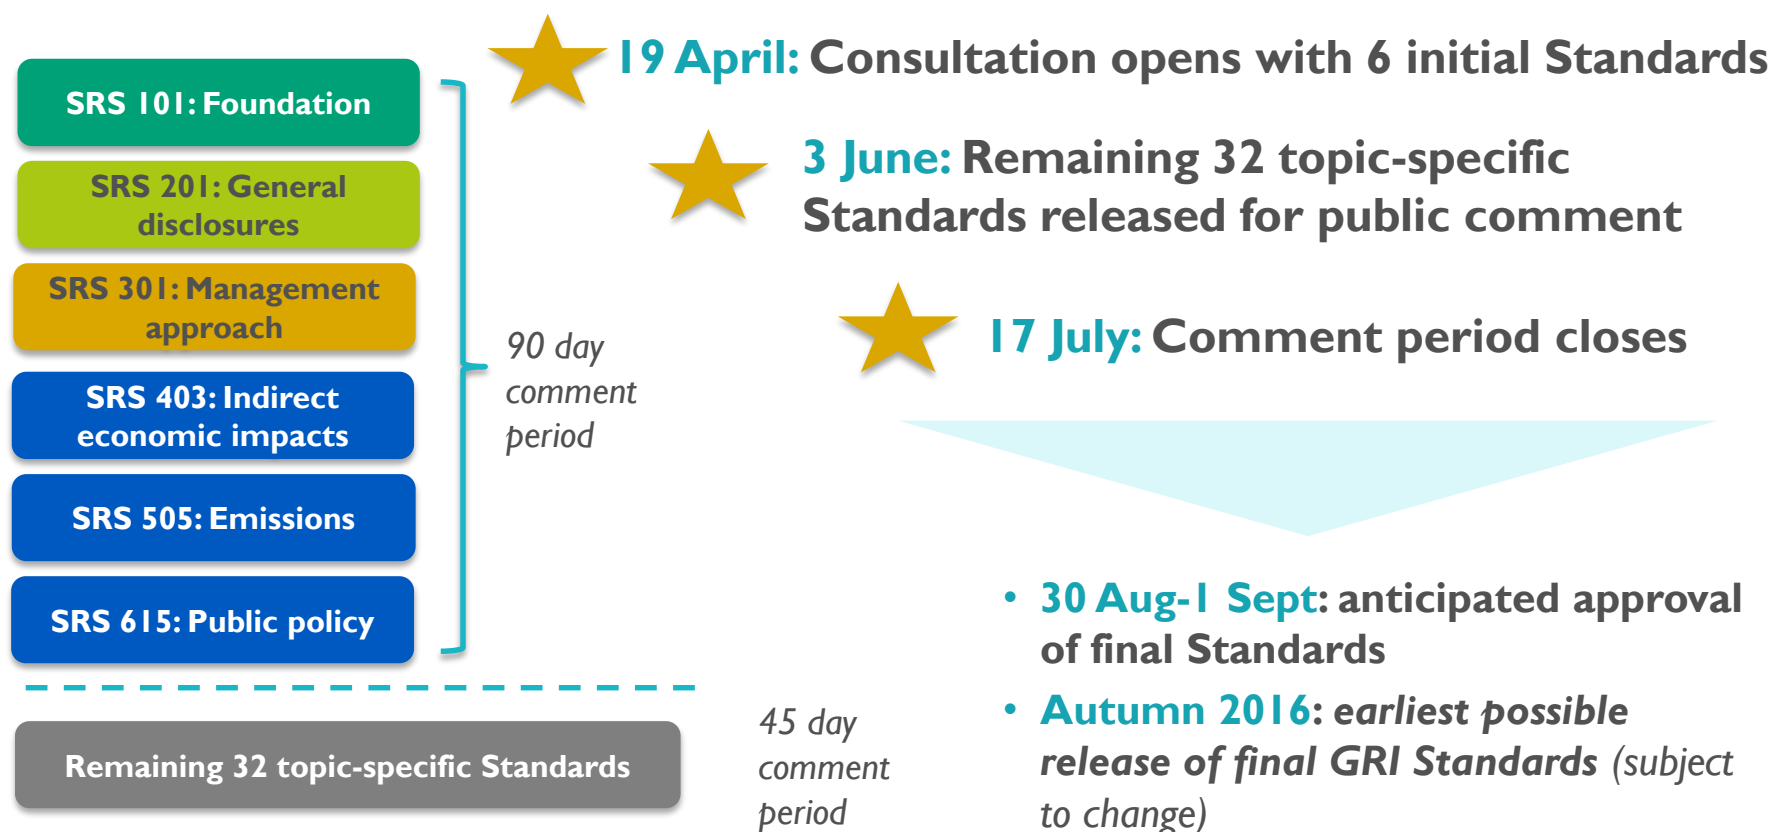 SRS 101: Foundation
SRS 201: General
disclosures
SRS 301: Management
approach
SRS 403: Indirect
economic impacts
SRS 505: Emissions
SRS 615: Public policy
90 day
comment
period
Remaining 32 topic-specific Standards
45 day
comment
period
19 April: Consultation opens with 6 initial Standards
3 June: Remaining 32 topic-specific
Standards released for public comment
17 July: Comment period closes
• 30 Aug-1 Sept: anticipated approval
of final Standards
• Autumn 2016: earliest possible
release of final GRI Standards (subject
to change)